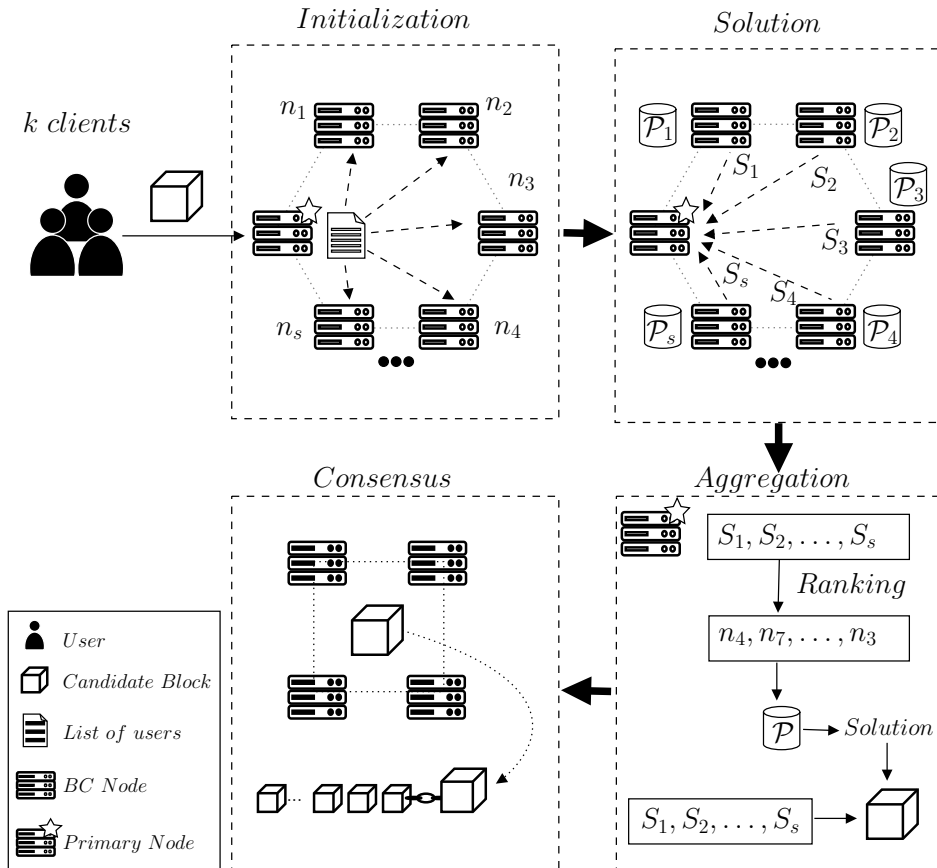 Initialization
Solution
k clients
n₁
n₂
n₃
nₛ
n₄
P₁
P₂
P₃
S₁
S₂
S₃
Sₛ
S₄
Pₛ
P₄
Consensus
Aggregation
S₁, S₂, . . . , Sₛ
Ranking
n₄, n₇, . . . , n₃
P
Solution
S₁, S₂, . . . , Sₛ
User
Candidate Block
List of users
BC Node
Primary Node